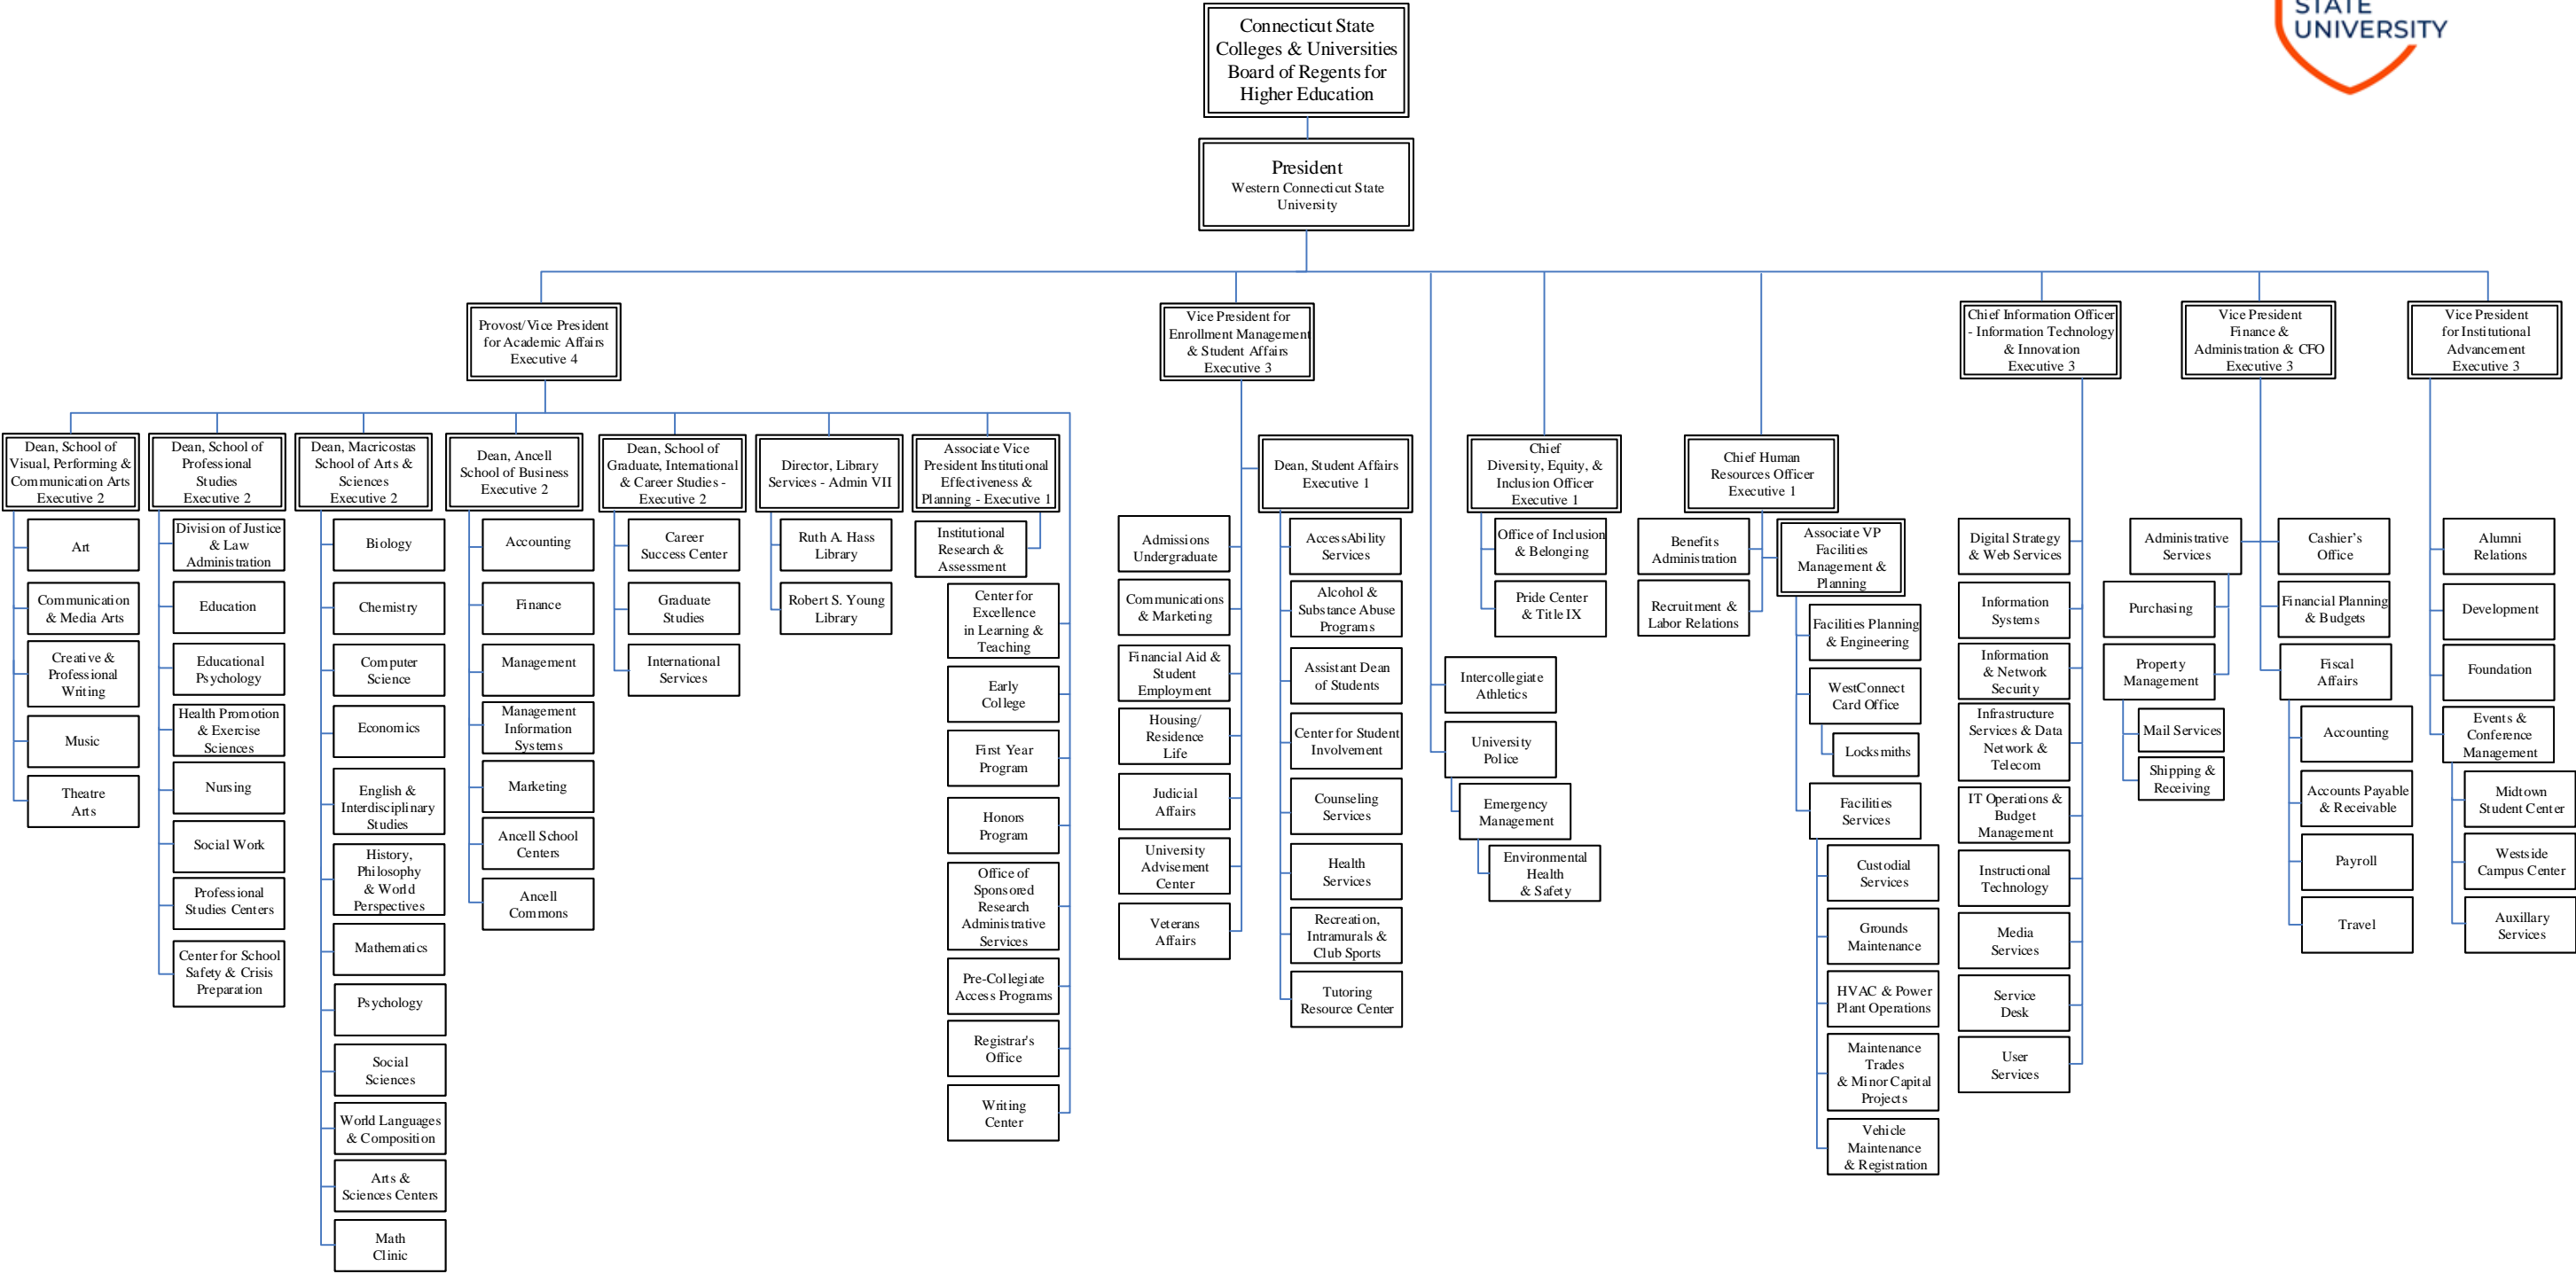 STATE
UNIVERSITY
Connecticut State
Colleges & Universities
Board of Regents for
Higher Education
President
Western Connecticut State
University
Provost/Vice President
for Academic Affairs
Executive 4
Vice President for
Enrollment Management
& Student Affairs
Executive 3
Chief Information Officer
- Information Technology
& Innovation
Executive 3
Vice President
Finance &
Administration & CFO
Executive 3
Vice President
for Institutional
Advancement
Executive 3
Dean, School of
Visual, Performing &
Communication Arts
Executive 2
Dean, School of
Professional
Studies
Executive 2
Dean, Macricostas
School of Arts &
Sciences
Executive 2
Dean, Ancell
School of Business
Executive 2
Dean, School of
Graduate, International
& Career Studies -
Executive 2
Director, Library
Services - Admin VII
Associate Vice
President Institutional
Effectiveness &
Planning - Executive 1
Dean, Student Affairs
Executive 1
Chief
Diversity, Equity, &
Inclusion Officer
Executive 1
Chief Human
Resources Officer
Executive 1
Art
Communication
& Media Arts
Creative &
Professional
Writing
Music
Theatre
Arts
Division of Justice
& Law
Administration
Education
Educational
Psychology
Health Promotion
& Exercise
Sciences
Nursing
Social Work
Professional
Studies Centers
Center for School
Safety & Crisis
Preparation
Biology
Chemistry
Computer
Science
Economics
English &
Interdisciplinary
Studies
History,
Philosophy
& World
Perspectives
Mathematics
Psychology
Social
Sciences
World Languages
& Composition
Arts &
Sciences Centers
Math
Clinic
Accounting
Finance
Management
Management
Information
Systems
Marketing
Ancell School
Centers
Ancell
Commons
Career
Success Center
Graduate
Studies
International
Services
Ruth A. Hass
Library
Robert S. Young
Library
Institutional
Research &
Assessment
Center for
Excellence
in Learning &
Teaching
Early
College
First Year
Program
Honors
Program
Office of
Sponsored
Research
Administrative
Services
Pre-Collegiate
Access Programs
Registrar's
Office
Writing
Center
Admissions
Undergraduate
Communications
& Marketing
Financial Aid &
Student
Employment
Housing/
Residence
Life
Judicial
Affairs
University
Advisement
Center
Veterans
Affairs
AccessAbility
Services
Alcohol &
Substance Abuse
Programs
Assistant Dean
of Students
Center for Student
Involvement
Counseling
Services
Health
Services
Recreation,
Intramurals &
Club Sports
Tutoring
Resource Center
Office of Inclusion
& Belonging
Pride Center
& Title IX
Intercollegiate
Athletics
University
Police
Emergency
Management
Environmental
Health
& Safety
Benefits
Administration
Recruitment &
Labor Relations
Associate VP
Facilities
Management &
Planning
Facilities Planning
& Engineering
WestConnect
Card Office
Locksmiths
Facilities
Services
Custodial
Services
Grounds
Maintenance
HVAC & Power
Plant Operations
Maintenance
Trades
& Minor Capital
Projects
Vehicle
Maintenance
& Registration
Digital Strategy
& Web Services
Information
Systems
Information
& Network
Security
Infrastructure
Services & Data
Network &
Telecom
IT Operations &
Budget
Management
Instructional
Technology
Media
Services
Service
Desk
User
Services
Administrative
Services
Purchasing
Property
Management
Mail Services
Shipping &
Receiving
Cashier's
Office
Financial Planning
& Budgets
Fiscal
Affairs
Accounting
Accounts Payable
& Receivable
Payroll
Travel
Alumni
Relations
Development
Foundation
Events &
Conference
Management
Midtown
Student Center
Westside
Campus Center
Auxillary
Services